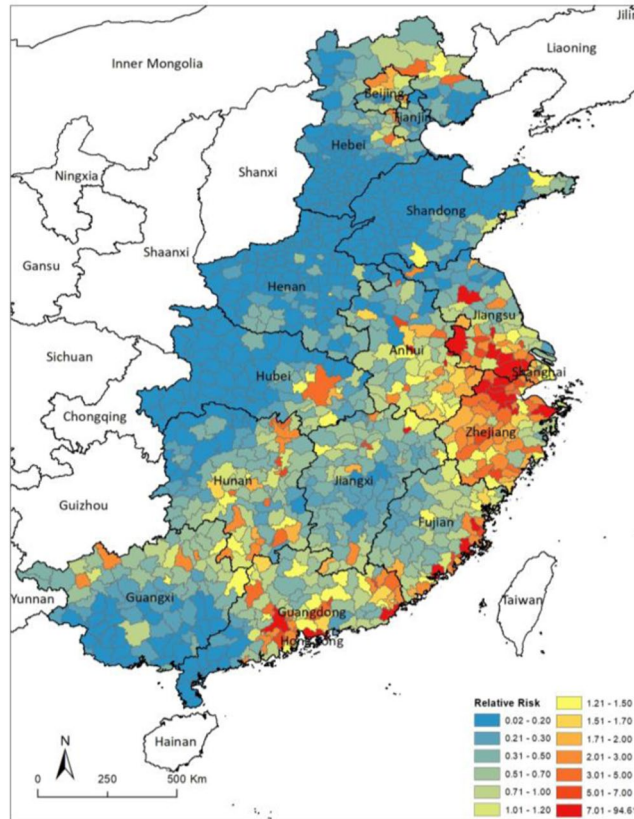 Jilin
Inner Mongolia
Liaoning
Beijing
Tianjin
Hebei
Ningxia
Shanxi
Shandong
Shaanxi
Gansu
Henan
Jiangsu
Sichuan
Anhui
Shanghai
Hubei
Chongqing
Zhejiang
Hunan
Jiangxi
Guizhou
Fujian
Yunnan
Guangxi
Guangdong
Taiwan
Hong Kong
Hainan
N
0 250 500 Km
Relative Risk
0.02 - 0.20
0.21 - 0.30
0.31 - 0.50
0.51 - 0.70
0.71 - 1.00
1.01 - 1.20
1.21 - 1.50
1.51 - 1.70
1.71 - 2.00
2.01 - 3.00
3.01 - 5.00
5.01 - 7.00
7.01 - 94.61